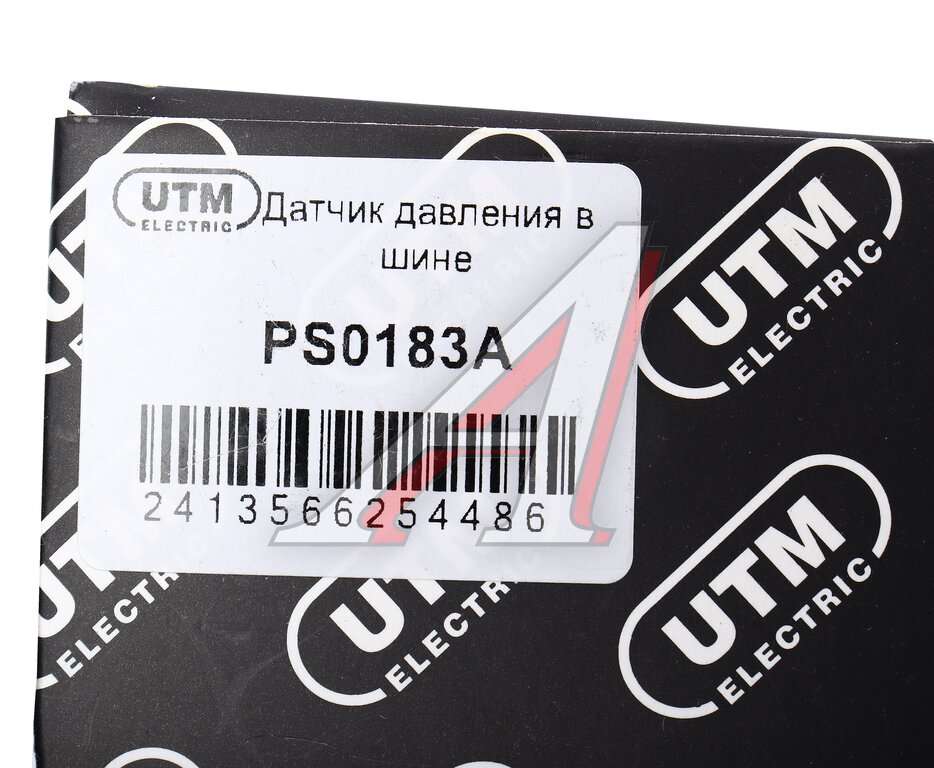 UTM
ELECTRIC
Датчик давления в
шине
PS0183A
2413566254486
UTM
ELECTRIC
UTM
ELECTRIC
UTM
ELECTRIC